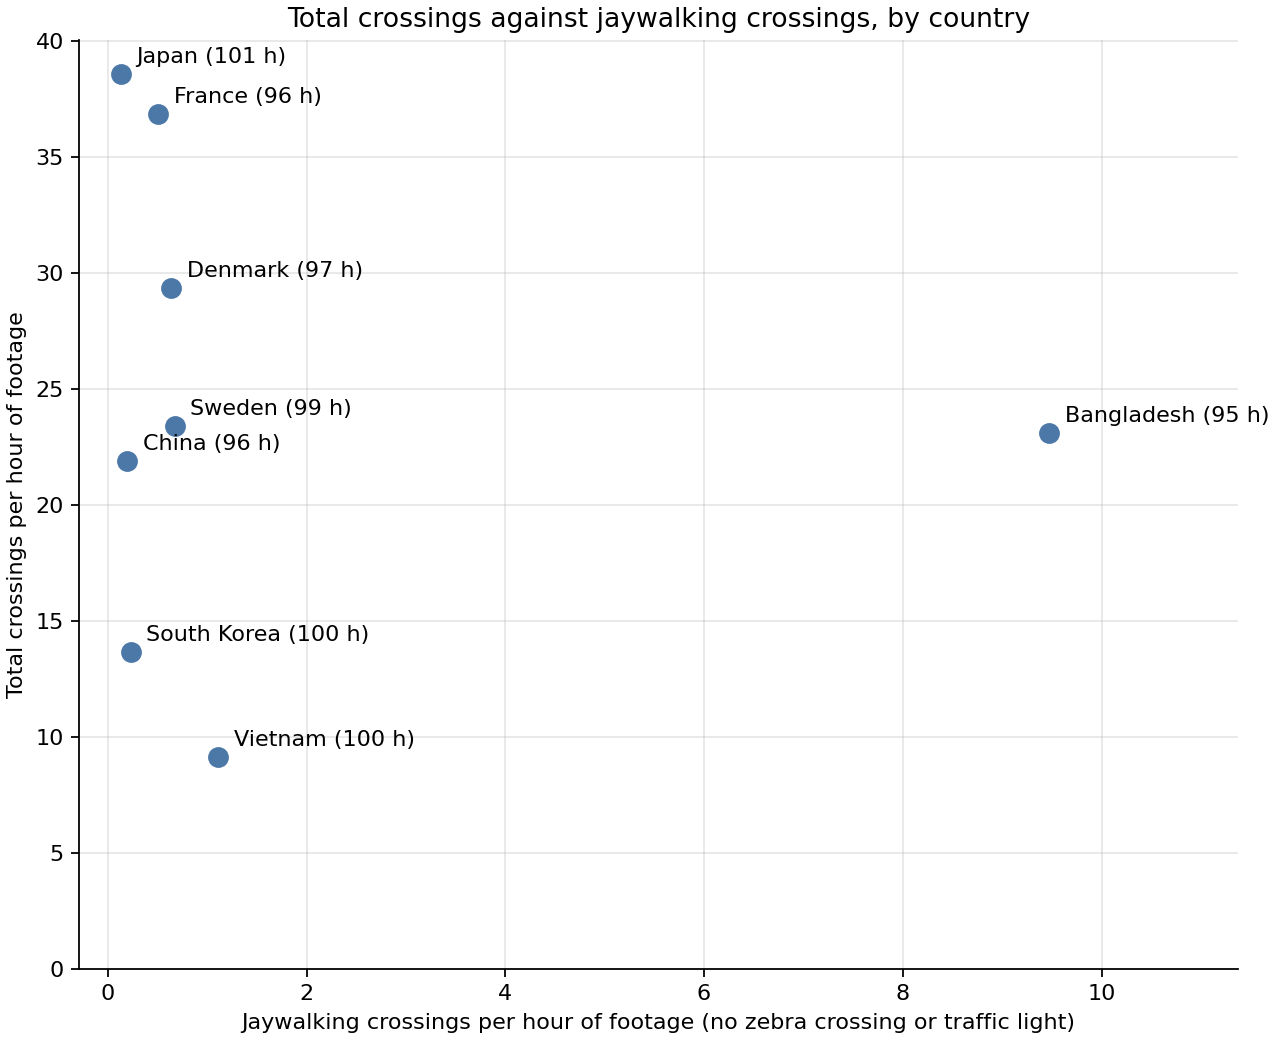 Total crossings against jaywalking crossings, by country
40
Japan (101 h)
France (96 h)
35
30
Denmark (97 h)
25
Sweden (99 h)
Bangladesh (95 h)
China (96 h)
20
15
South Korea (100 h)
10
Vietnam (100 h)
5
0
Total crossings per hour of footage
0 2 4 6 8 10
Jaywalking crossings per hour of footage (no zebra crossing or traffic light)